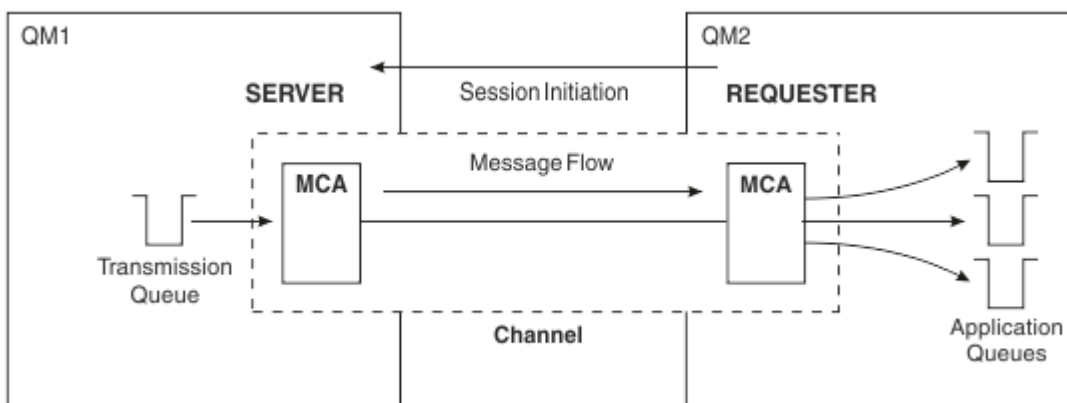 QM1
QM2
Session Initiation
SERVER
REQUESTER
Message Flow
MCA
MCA
Transmission
Queue
Channel
Application
Queues